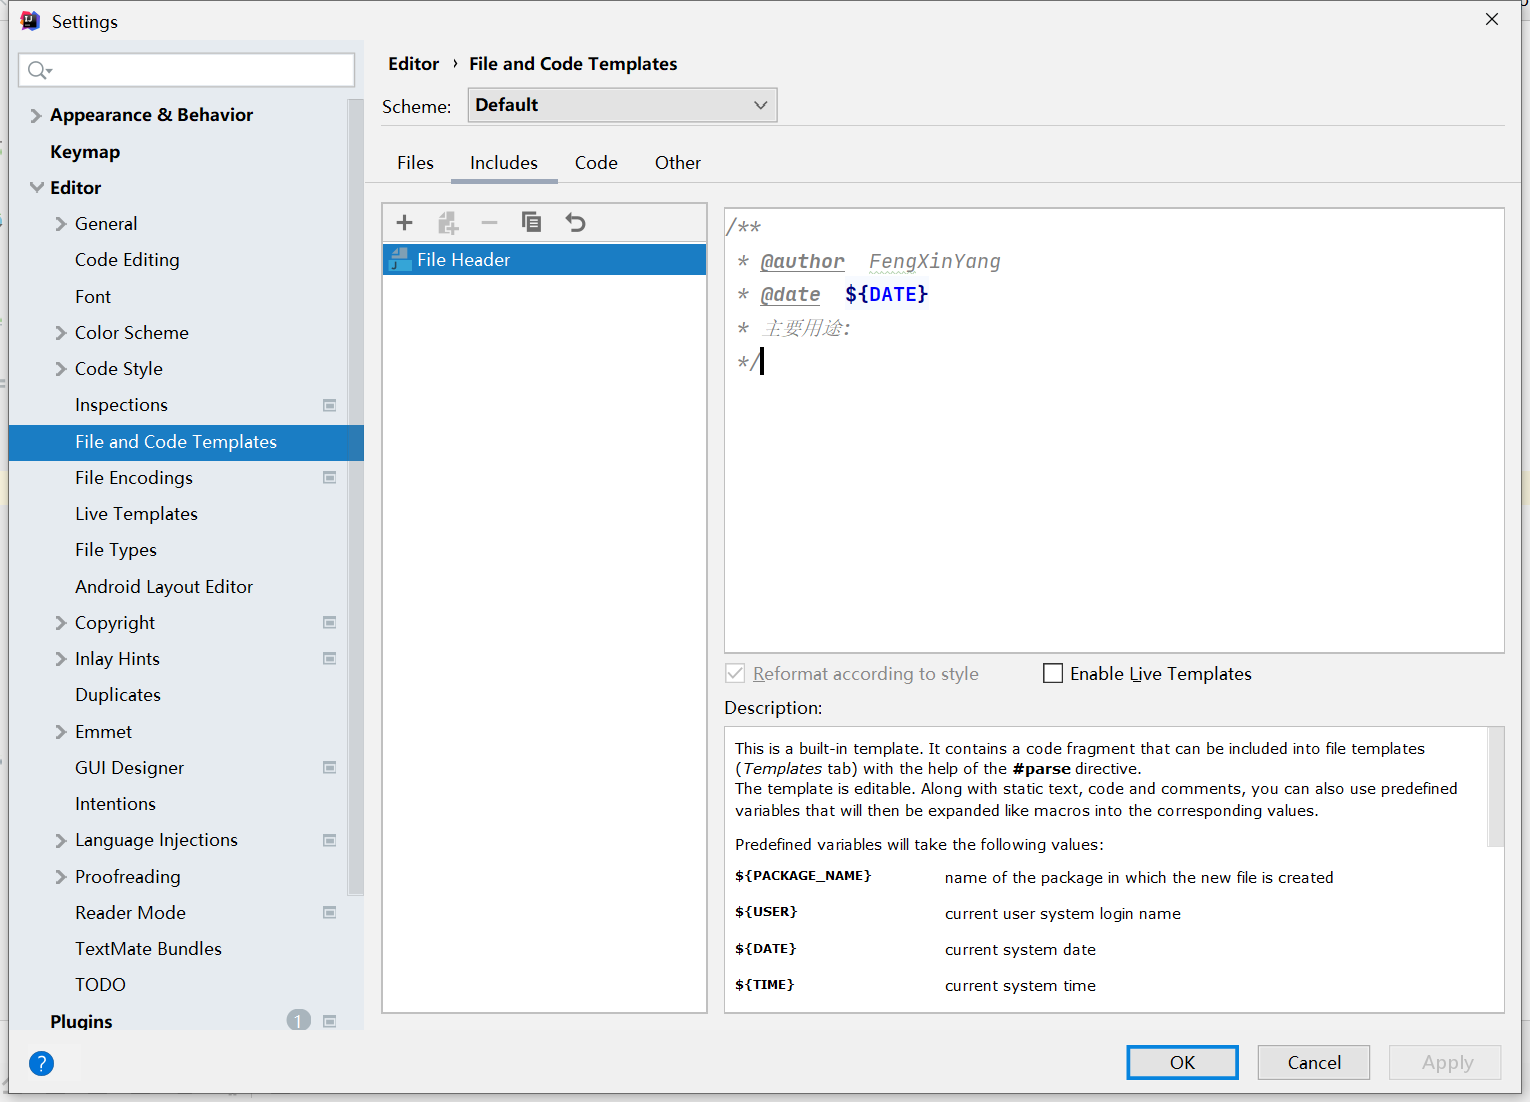 Settings
Editor › File and Code Templates
Scheme: Default
Files Includes Code Other
Appearance & Behavior
Keymap
Editor
General
Code Editing
Font
Color Scheme
Code Style
Inspections
File and Code Templates
File Encodings
Live Templates
File Types
Android Layout Editor
Copyright
Inlay Hints
Duplicates
Emmet
GUI Designer
Intentions
Language Injections
Proofreading
Reader Mode
TextMate Bundles
TODO
Plugins 1
File Header
/**
* @author FengXinYang
* @date ${DATE}
* 主要用途:
*/
Reformat according to style
Enable Live Templates
Description:
This is a built-in template. It contains a code fragment that can be included into file templates
(Templates tab) with the help of the #parse directive.
The template is editable. Along with static text, code and comments, you can also use predefined
variables that will then be expanded like macros into the corresponding values.
Predefined variables will take the following values:
${PACKAGE_NAME} name of the package in which the new file is created
${USER} current user system login name
${DATE} current system date
${TIME} current system time
?
OK Cancel Apply